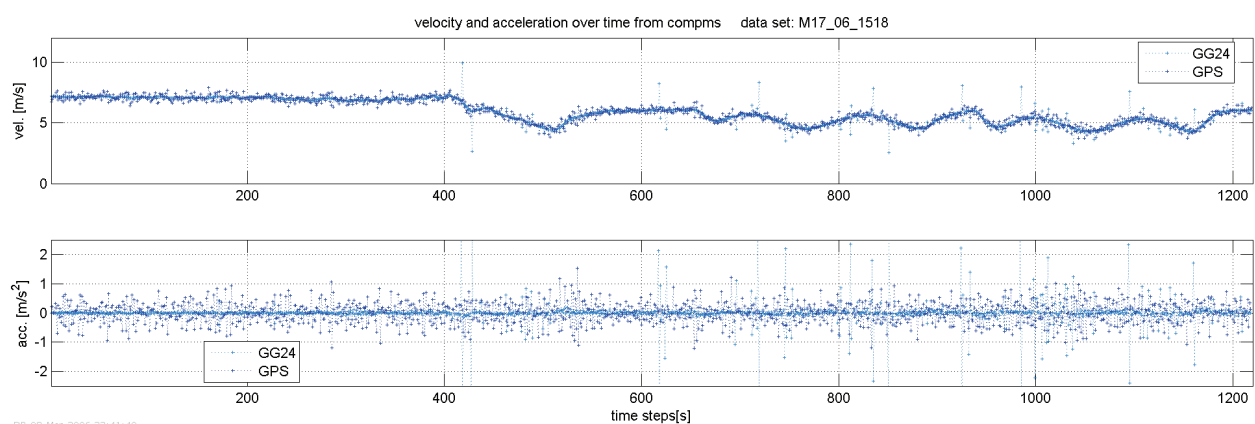 velocity and acceleration over time from compms data set: M17_06_1518
vel. [m/s]
10
5
0
GG24
GPS
200 400 600 800 1000 1200
acc. [m/s²]
2
1
0
-1
-2
GG24
GPS
200 400 600 800 1000 1200
time steps[s]